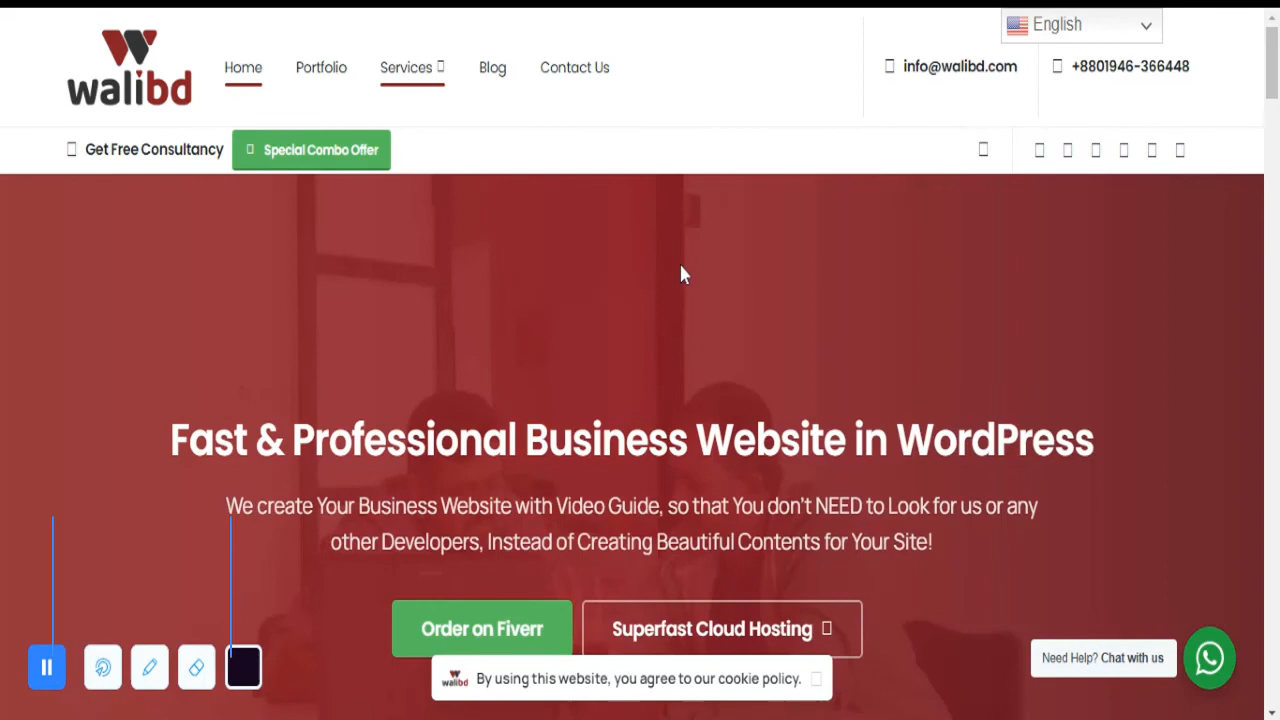 English
walibd
Home Portfolio Services Blog Contact Us
info@walibd.com +8801946-366448
Get Free Consultancy
Special Combo Offer
Fast & Professional Business Website in WordPress
We create Your Business Website with Video Guide, so that You don't NEED to Look for us or any
other Developers, Instead of Creating Beautiful Contents for Your Site!
Order on Fiverr
Superfast Cloud Hosting
Need Help? Chat with us
walibd By using this website, you agree to our cookie policy.